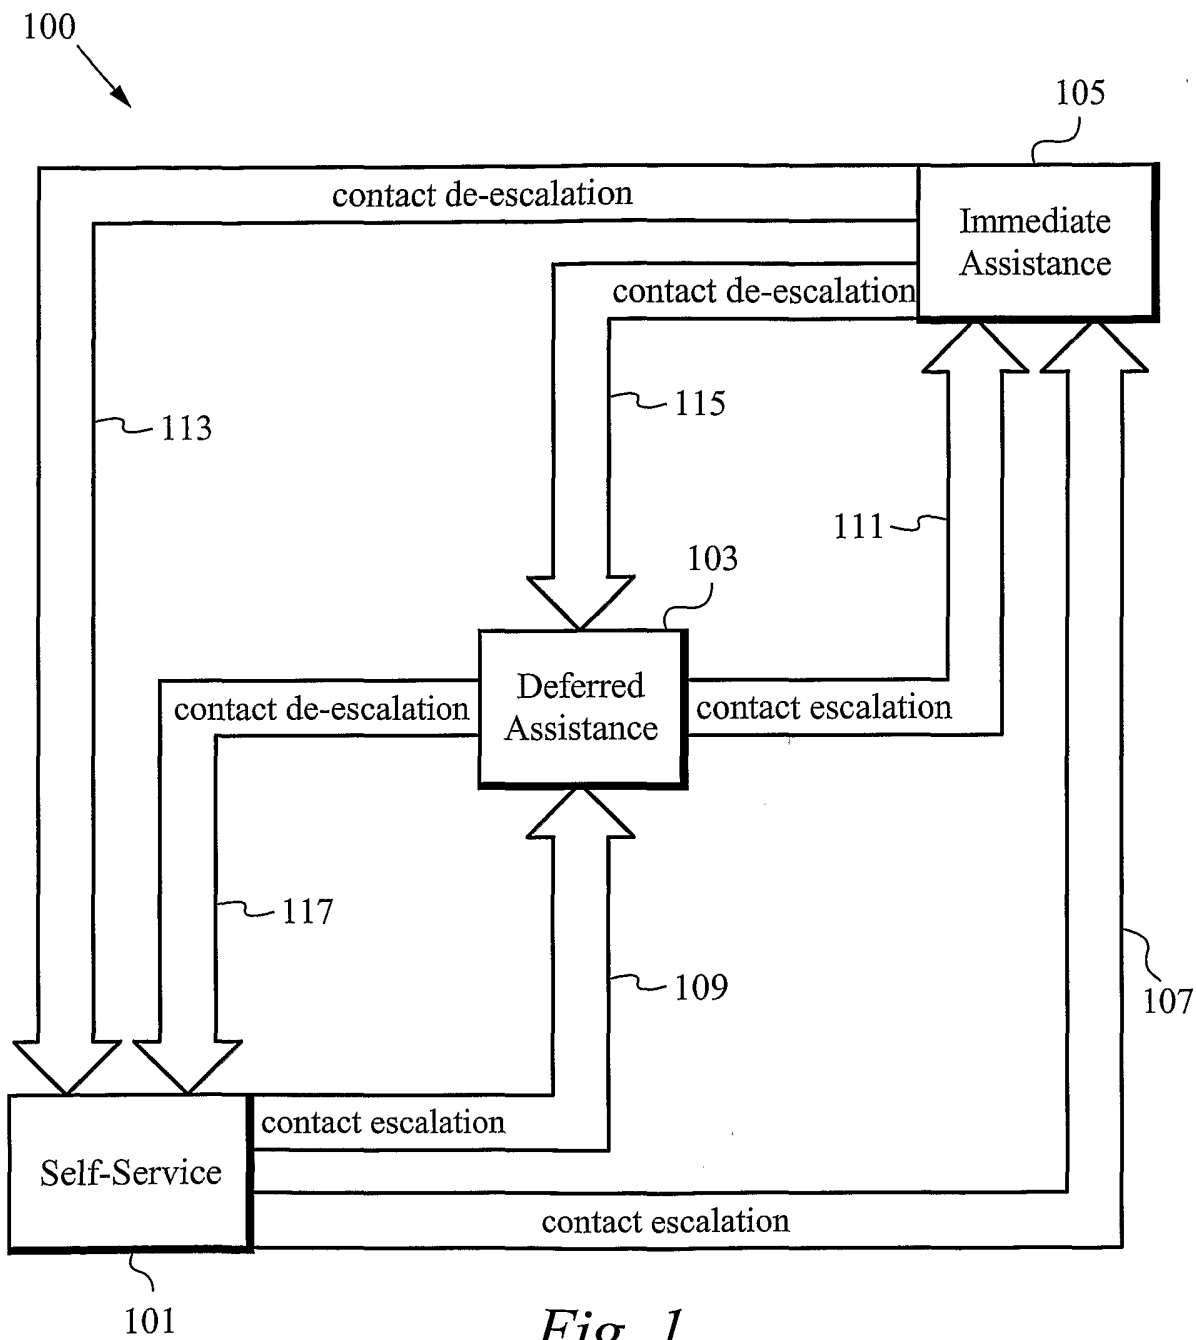 100
105
contact de-escalation
Immediate
Assistance
contact de-escalation
115
113
111
103
Deferred
Assistance
contact de-escalation
contact escalation
117
109
107
contact escalation
Self-Service
contact escalation
101
Fig. 1